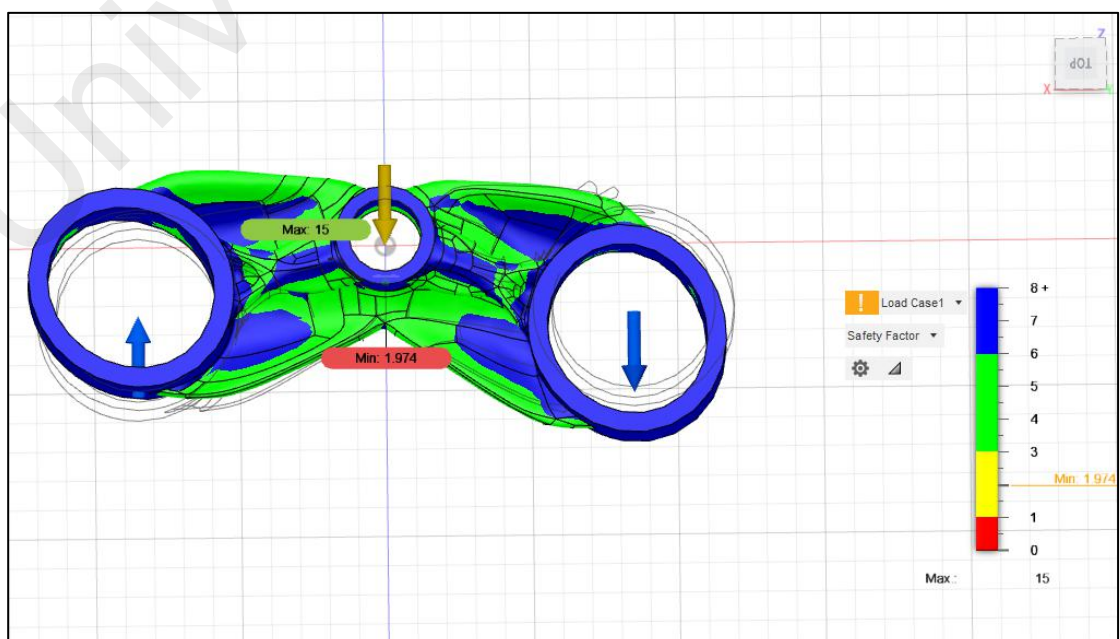 Univ
Z
TOP
X
Max: 15
Min: 1.974
Load Case1
Safety Factor
8 +
7
6
5
4
3
Min: 1.974
1
0
Max.: 15